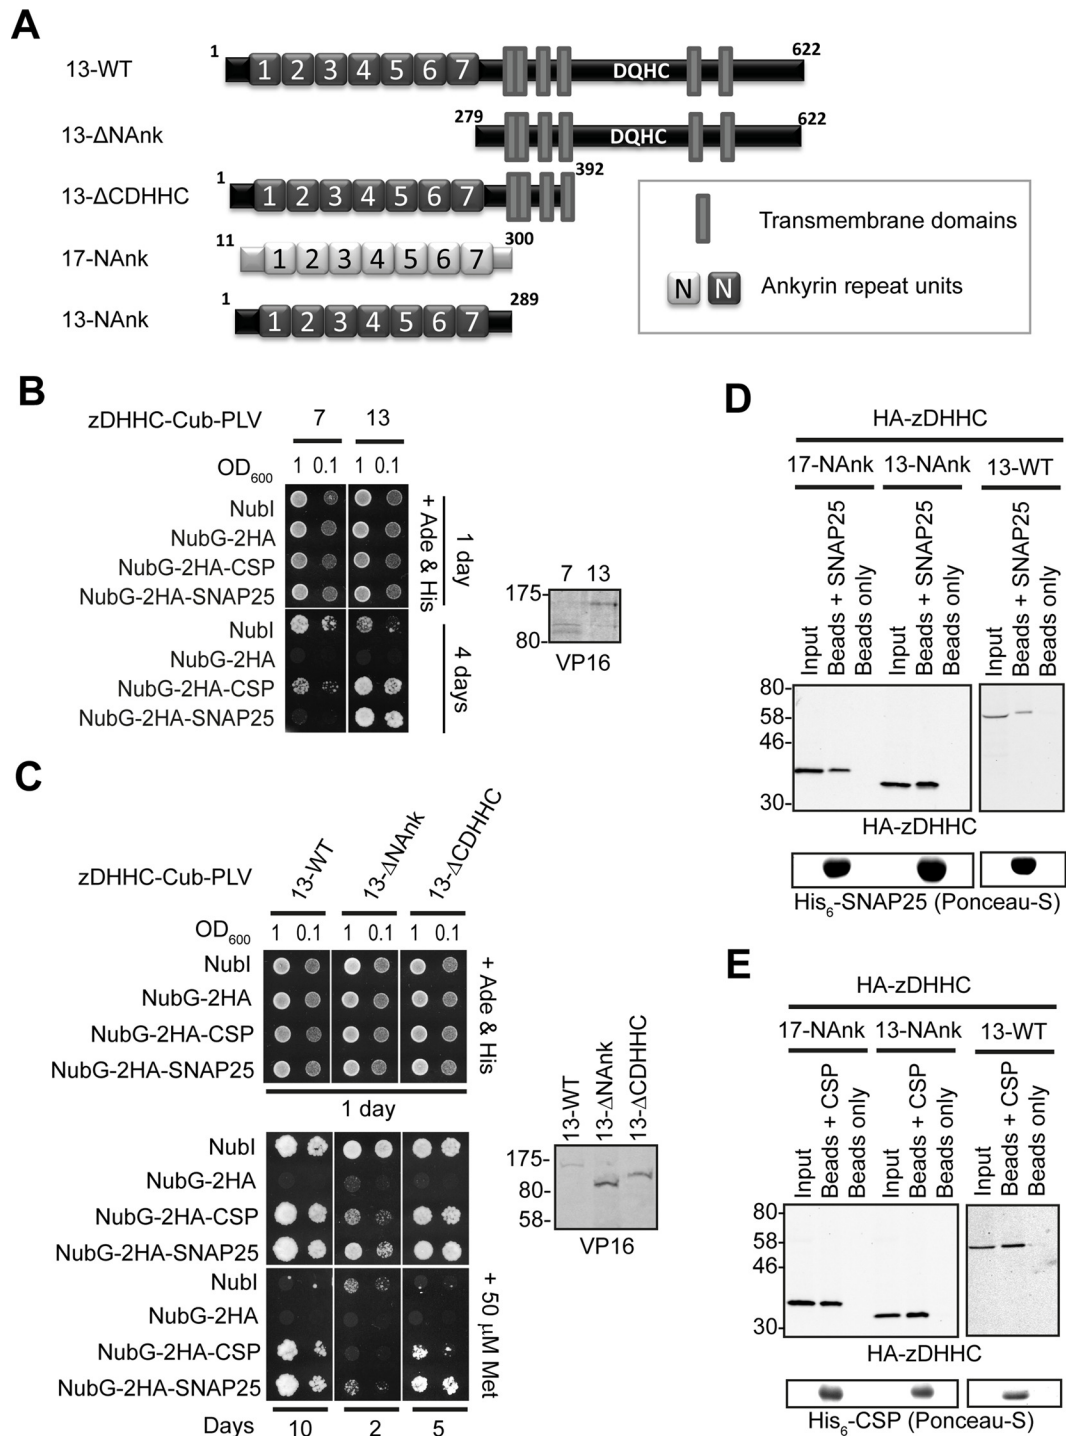 A
13-WT 1 1 2 3 4 5 6 7 DQHC 622
13-ΔNAnk 279 DQHC 622
13-ΔCDHHC 1 1 2 3 4 5 6 7 392
17-NAnk 11 1 2 3 4 5 6 7 300
13-NAnk 1 1 2 3 4 5 6 7 289
Transmembrane domains
N N Ankyrin repeat units
B
zDHHC-Cub-PLV 7 13
OD600 1 0.1 1 0.1
NubI
NubG-2HA
NubG-2HA-CSP
NubG-2HA-SNAP25
+ Ade & His
1 day
NubI
NubG-2HA
NubG-2HA-CSP
NubG-2HA-SNAP25
4 days
7 13
175-
80-
VP16
C
zDHHC-Cub-PLV 13-WT 13-ΔNAnk 13-ΔCDHHC
OD600 1 0.1 1 0.1 1 0.1
NubI
NubG-2HA
NubG-2HA-CSP
NubG-2HA-SNAP25
+ Ade & His
1 day
NubI
NubG-2HA
NubG-2HA-CSP
NubG-2HA-SNAP25
NubI
NubG-2HA
NubG-2HA-CSP
NubG-2HA-SNAP25
+ 50 μM Met
Days 10 2 5
13-WT 13-ΔNAnk 13-ΔCDHHC
175-
80-
58-
VP16
D
HA-zDHHC
17-NAnk 13-NAnk 13-WT
Input Beads + SNAP25 Beads only Input Beads + SNAP25 Beads only Input Beads + SNAP25 Beads only
80-
58-
46-
30-
HA-zDHHC
His6-SNAP25 (Ponceau-S)
E
HA-zDHHC
17-NAnk 13-NAnk 13-WT
Input Beads + CSP Beads only Input Beads + CSP Beads only Input Beads + CSP Beads only
80-
58-
46-
30-
HA-zDHHC
His6-CSP (Ponceau-S)